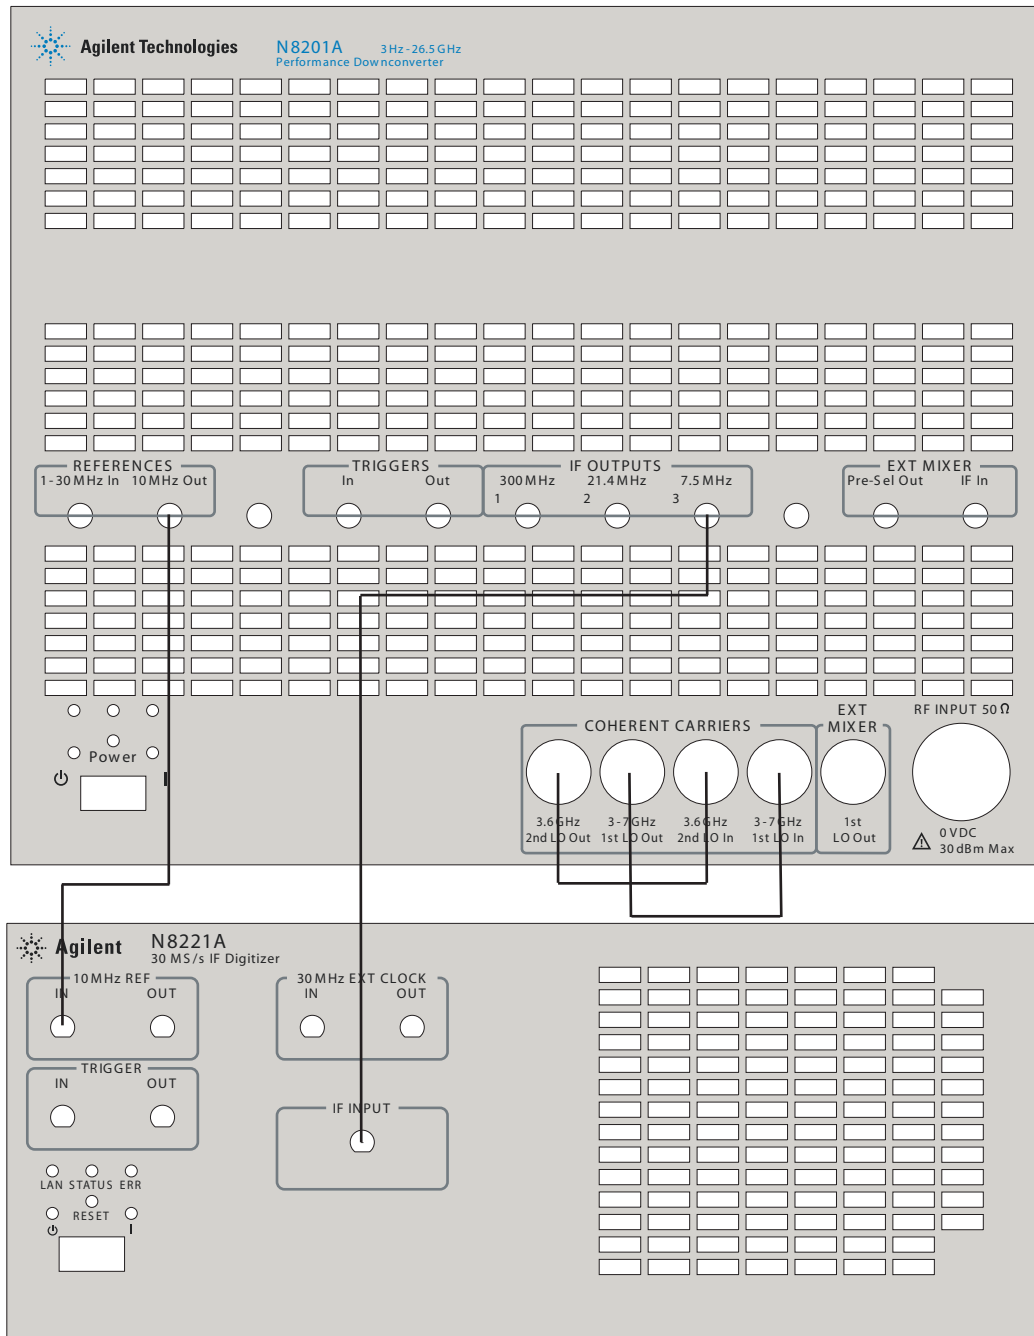 Agilent Technologies
N8201A 3 Hz - 26.5 GHz
Performance Downconverter
REFERENCES
1 - 30 MHz In 10 MHz Out
TRIGGERS
In Out
IF OUTPUTS
300 MHz 21.4 MHz 7.5 MHz
1 2 3
EXT MIXER
Pre-Sel Out IF In
Power
COHERENT CARRIERS
3.6 GHz 3 - 7 GHz 3.6 GHz 3 - 7 GHz
2nd LO Out 1st LO Out 2nd LO In 1st LO In
EXT
MIXER
1st
LO Out
RF INPUT 50 Ω
0 V DC
30 dBm Max
Agilent
N8221A
30 MS/s IF Digitizer
10 MHz REF
IN OUT
30 MHz EXT CLOCK
IN OUT
TRIGGER
IN OUT
IF INPUT
LAN STATUS ERR
RESET